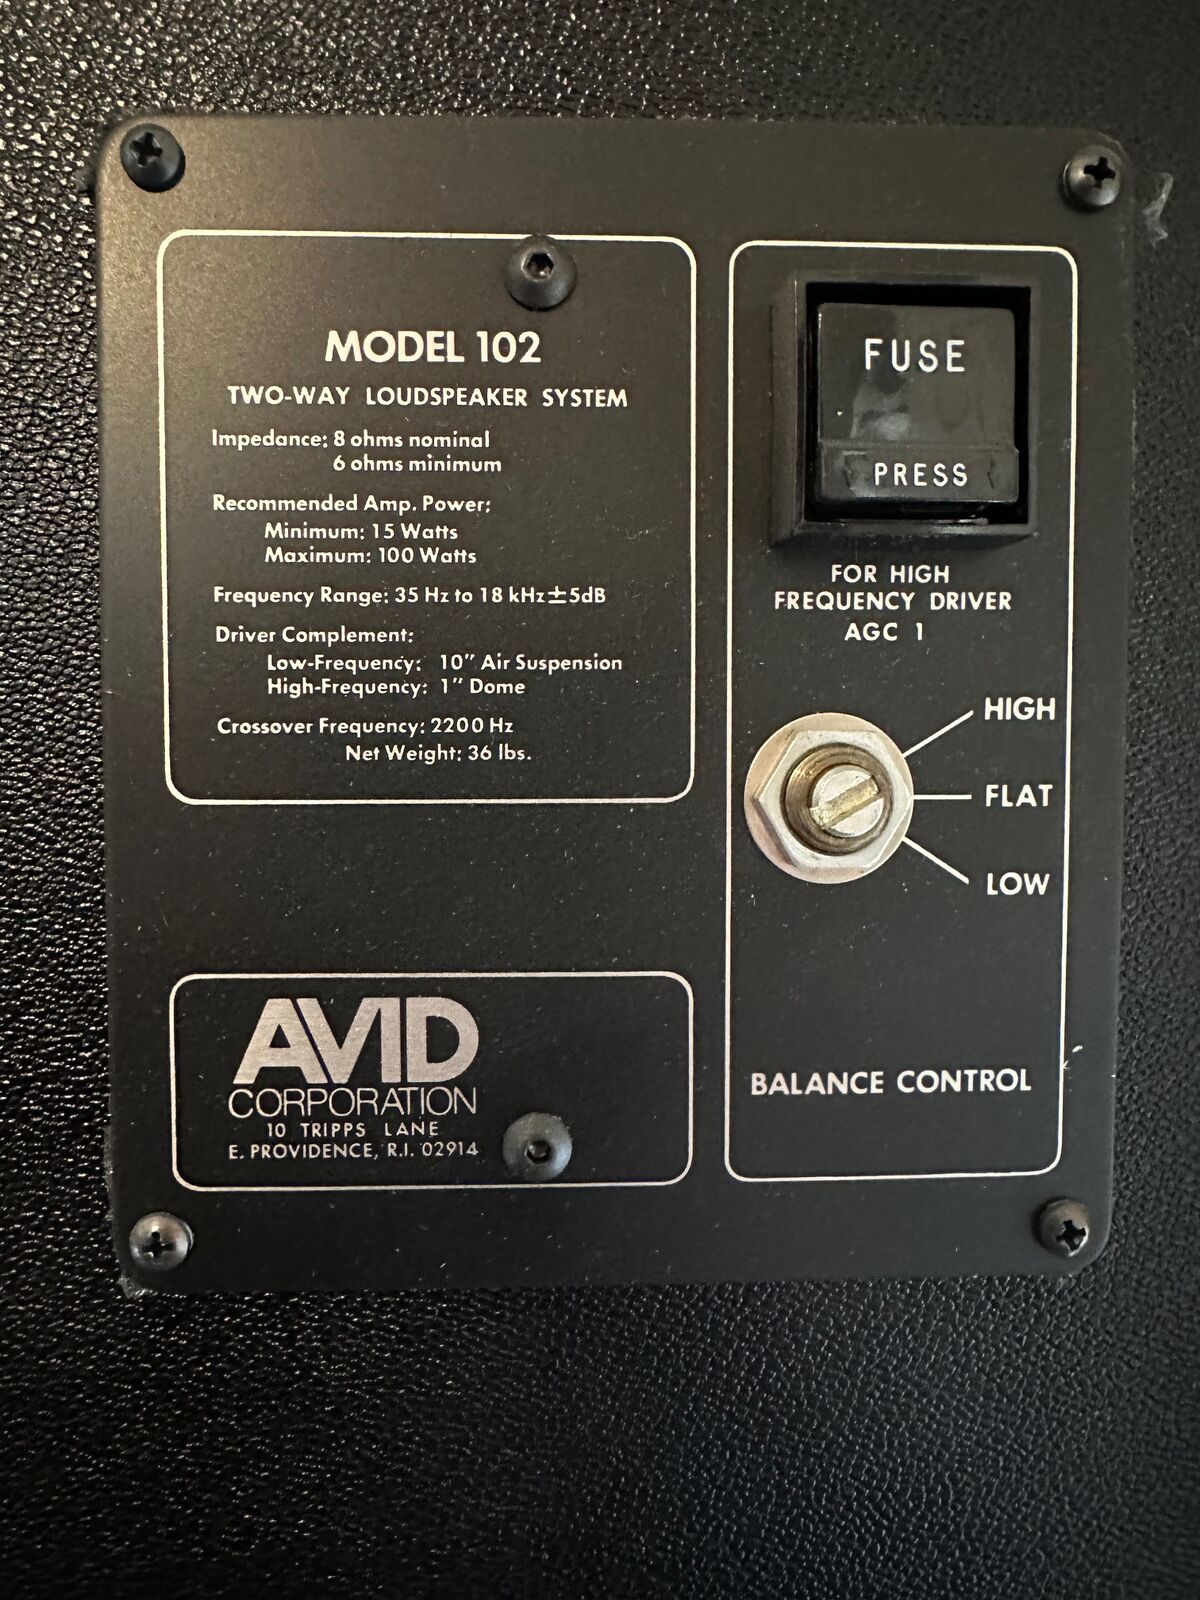 MODEL 102
TWO-WAY LOUDSPEAKER SYSTEM
Impedance: 8 ohms nominal
6 ohms minimum
Recommended Amp. Power:
Minimum: 15 Watts
Maximum: 100 Watts
Frequency Range: 35 Hz to 18 kHz ±5dB
Driver Complement:
Low-Frequency: 10" Air Suspension
High-Frequency: 1" Dome
Crossover Frequency: 2200 Hz
Net Weight: 36 lbs.
AVID
CORPORATION
10 TRIPPS LANE
E. PROVIDENCE, R.I. 02914
FUSE
PRESS
FOR HIGH
FREQUENCY DRIVER
AGC 1
HIGH
FLAT
LOW
BALANCE CONTROL